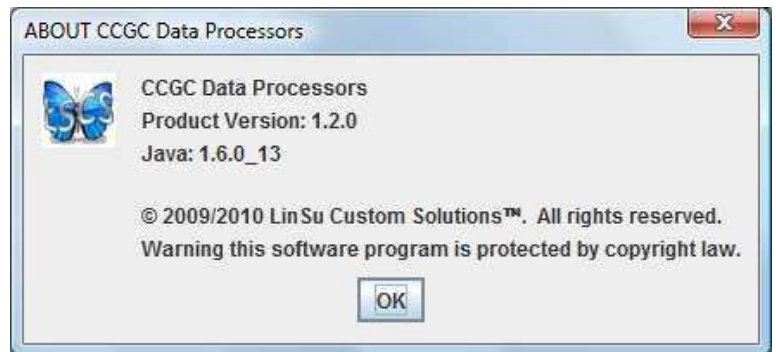 ABOUT CCGC Data Processors
CCGC Data Processors
Product Version: 1.2.0
Java: 1.6.0_13
© 2009/2010 LinSu Custom Solutions™. All rights reserved.
Warning this software program is protected by copyright law.
OK